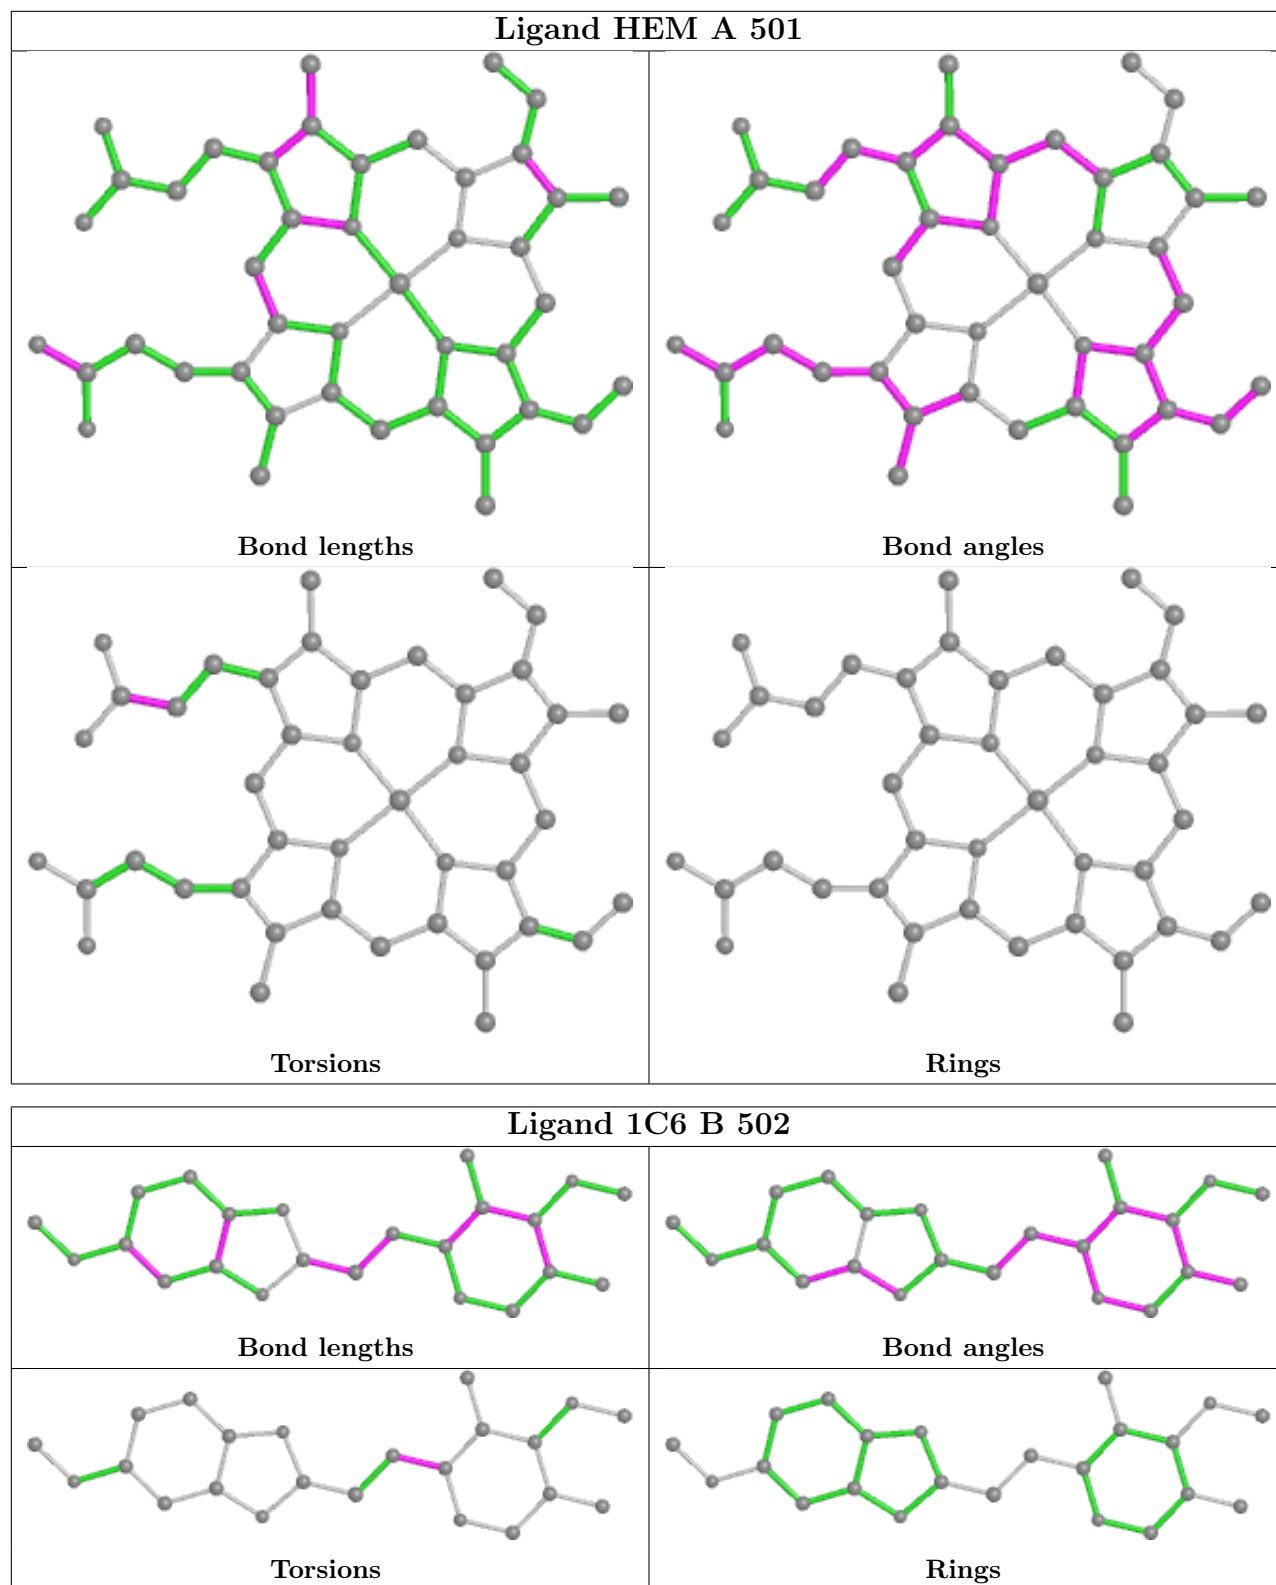 Ligand HEM A 501
Bond lengths
Bond angles
Torsions
Rings
Ligand 1C6 B 502
Bond lengths
Bond angles
Torsions
Rings